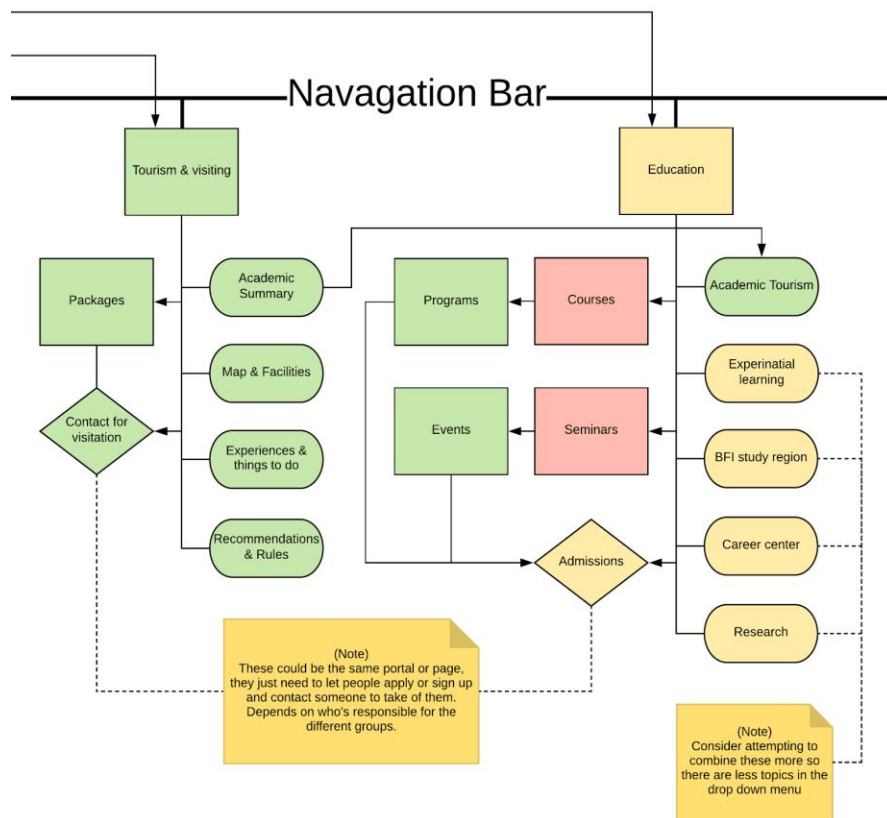 Navagation Bar
Tourism & visiting
Education
Packages
Academic
Summary
Programs
Courses
Academic Tourism
Map & Facilities
Experinatial
learning
Contact for
visitation
Experiences &
things to do
Events
Seminars
BFI study region
Recommendations
& Rules
Admissions
Career center
Research
(Note)
These could be the same portal or page,
they just need to let people apply or sign up
and contact someone to take of them.
Depends on who's responsible for the
different groups.
(Note)
Consider attempting to
combine these more so
there are less topics in the
drop down menu